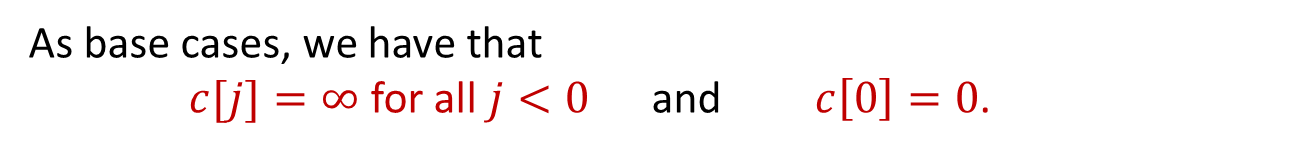 As base cases, we have that
c[j] = ∞ for all j < 0 and c[0] = 0.